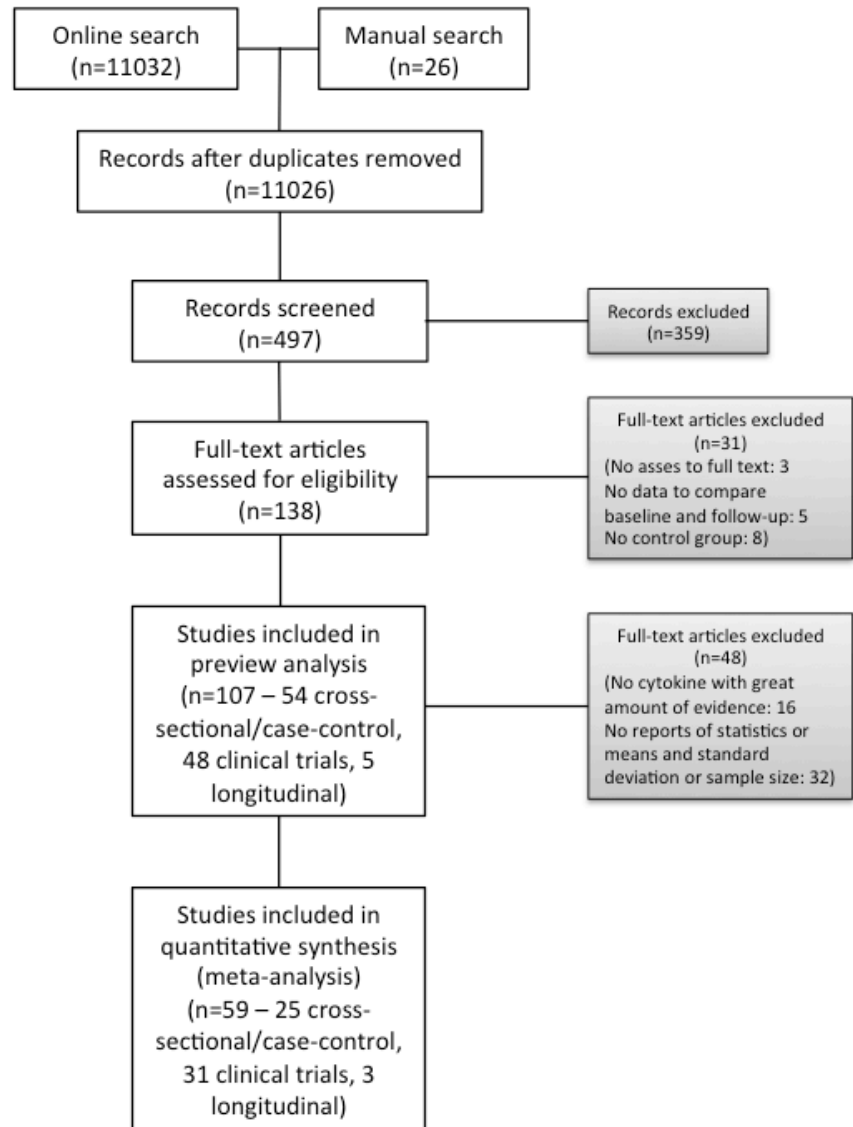 Online search
(n=11032)
Manual search
(n=26)
Records after duplicates removed
(n=11026)
Records screened
(n=497)
Records excluded
(n=359)
Full-text articles
assessed for eligibility
(n=138)
Full-text articles excluded
(n=31)
(No asses to full text: 3
No data to compare
baseline and follow-up: 5
No control group: 8)
Studies included in
preview analysis
(n=107 – 54 cross-
sectional/case-control,
48 clinical trials, 5
longitudinal)
Full-text articles excluded
(n=48)
(No cytokine with great
amount of evidence: 16
No reports of statistics or
means and standard
deviation or sample size: 32)
Studies included in
quantitative synthesis
(meta-analysis)
(n=59 – 25 cross-
sectional/case-control,
31 clinical trials, 3
longitudinal)